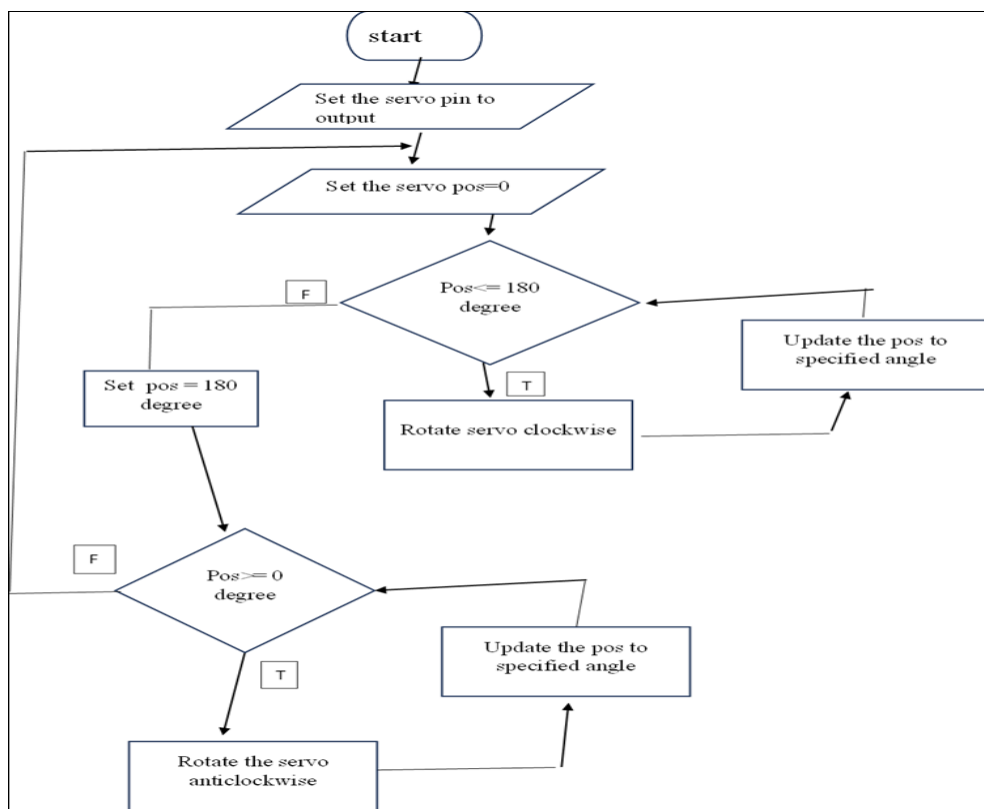 start
Set the servo pin to
output
Set the servo pos=0
Pos<= 180
degree
F
T
Update the pos to
specified angle
Set pos = 180
degree
Rotate servo clockwise
F
Pos>= 0
degree
T
Update the pos to
specified angle
Rotate the servo
anticlockwise